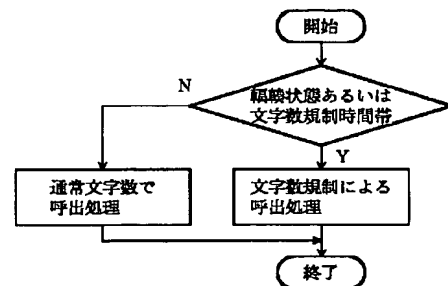 開始
輻輳状態あるいは
文字数規制時間帯
N
Y
通常文字数で
呼出処理
文字数規制による
呼出処理
終了